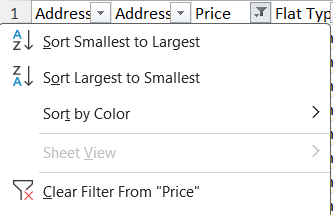 1 Address Address Price Flat Typ
Sort Smallest to Largest
Sort Largest to Smallest
Sort by Color
Sheet View
Clear Filter From "Price"